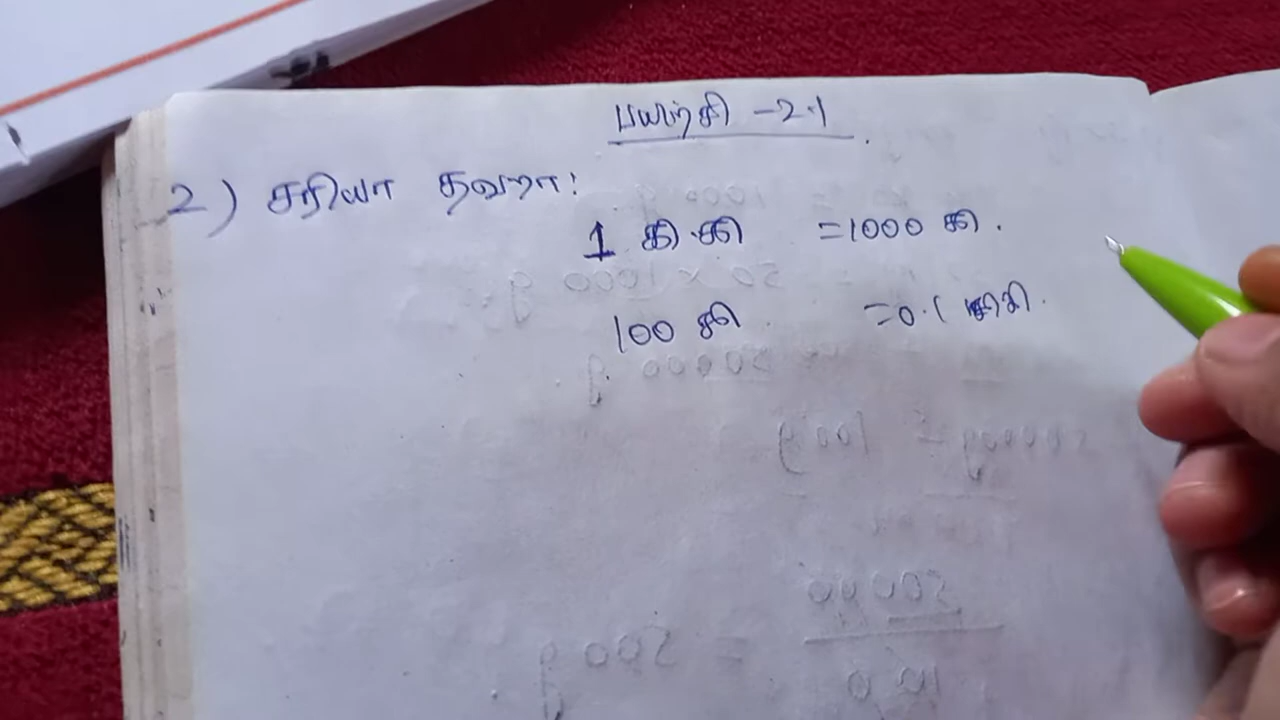 பயிற்சி -2.1
2) சரியா தவறா:
1 கி.கி =1000 கி.
100 கி =0.1 கி.கி.